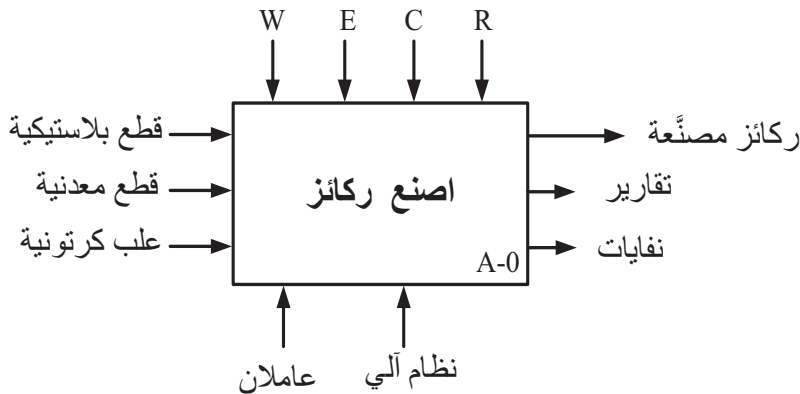 W E C R
قطع بلاستيكية
قطع معدنية
علب كرتونية
اصنع ركائز
A-0
ركائز مصنَّعة
تقارير
نفايات
عاملان
نظام آلي